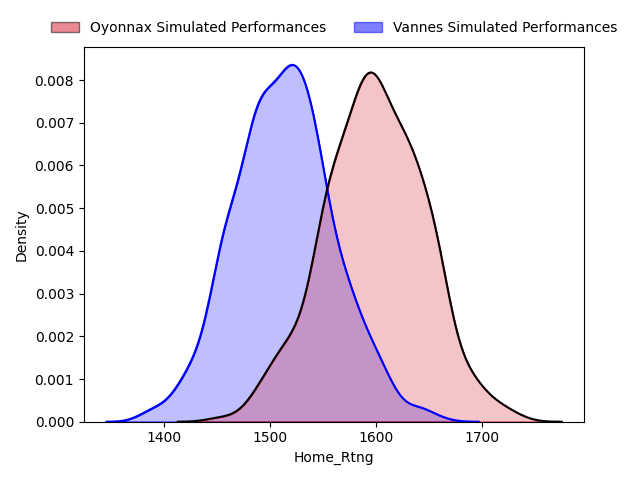 Oyonnax Simulated Performances Vannes Simulated Performances
0.008
0.007
0.006
0.005
0.004
0.003
0.002
0.001
0.000
Density
1400 1500 1600 1700
Home_Rtng